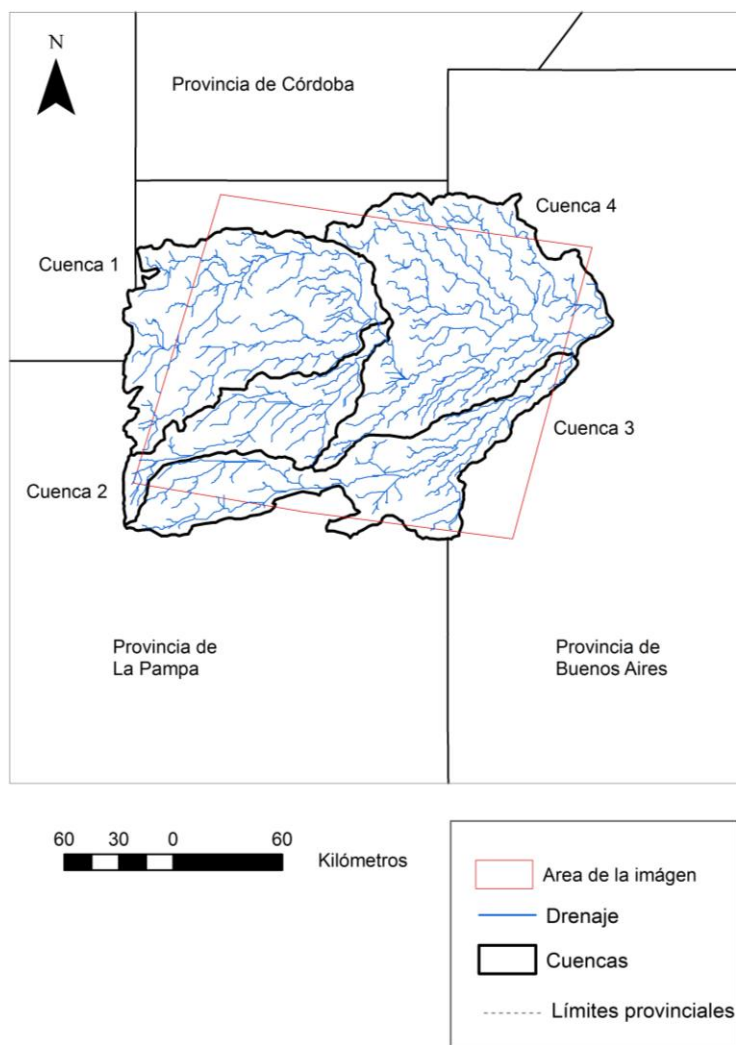 N
Provincia de Córdoba
Cuenca 4
Cuenca 1
Cuenca 3
Cuenca 2
Provincia de
La Pampa
Provincia de
Buenos Aires
60 30 0 60
Kilómetros
Area de la imágen
Drenaje
Cuencas
Límites provinciales